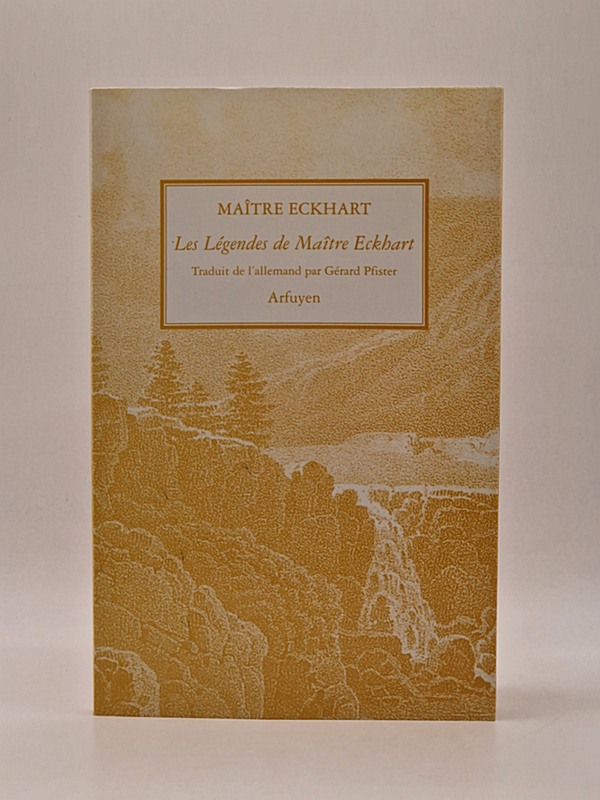 MAÎTRE ECKHART
Les Légendes de Maître Eckhart
Traduit de l'allemand par Gérard Pfister
Arfuyen